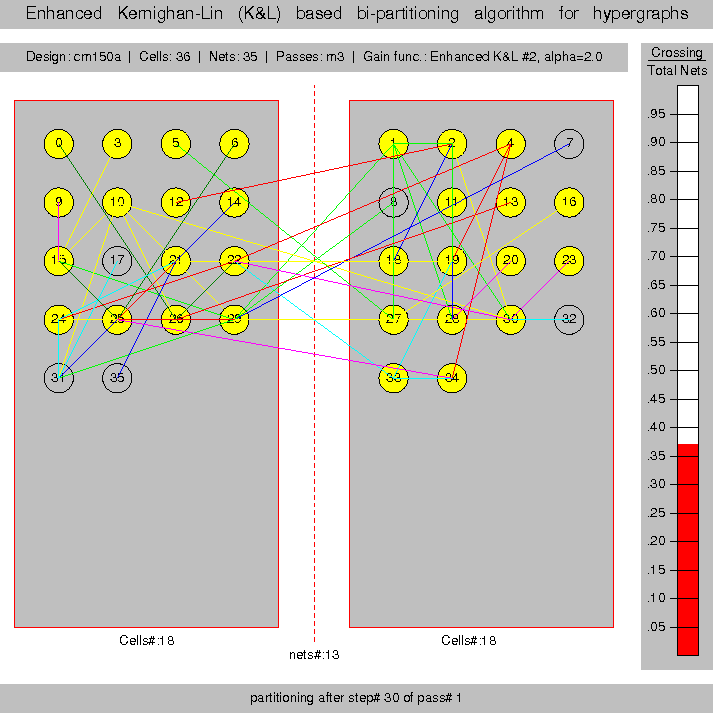 Enhanced Kernighan-Lin (K&L) based bi-partitioning algorithm for hypergraphs
Design: cm150a | Cells: 36 | Nets: 35 | Passes: m3 | Gain func.: Enhanced K&L #2, alpha=2.0
Crossing
Total Nets
0 3 5 6 1 2 4 7
9 10 12 14 8 11 13 16
15 17 21 22 18 19 20 23
24 25 26 29 27 28 30 32
31 35 33 34
.95
.90
.85
.80
.75
.70
.65
.60
.55
.50
.45
.40
.35
.30
.25
.20
.15
.10
.05
Cells#:18
Cells#:18
nets#:13
partitioning after step# 30 of pass# 1